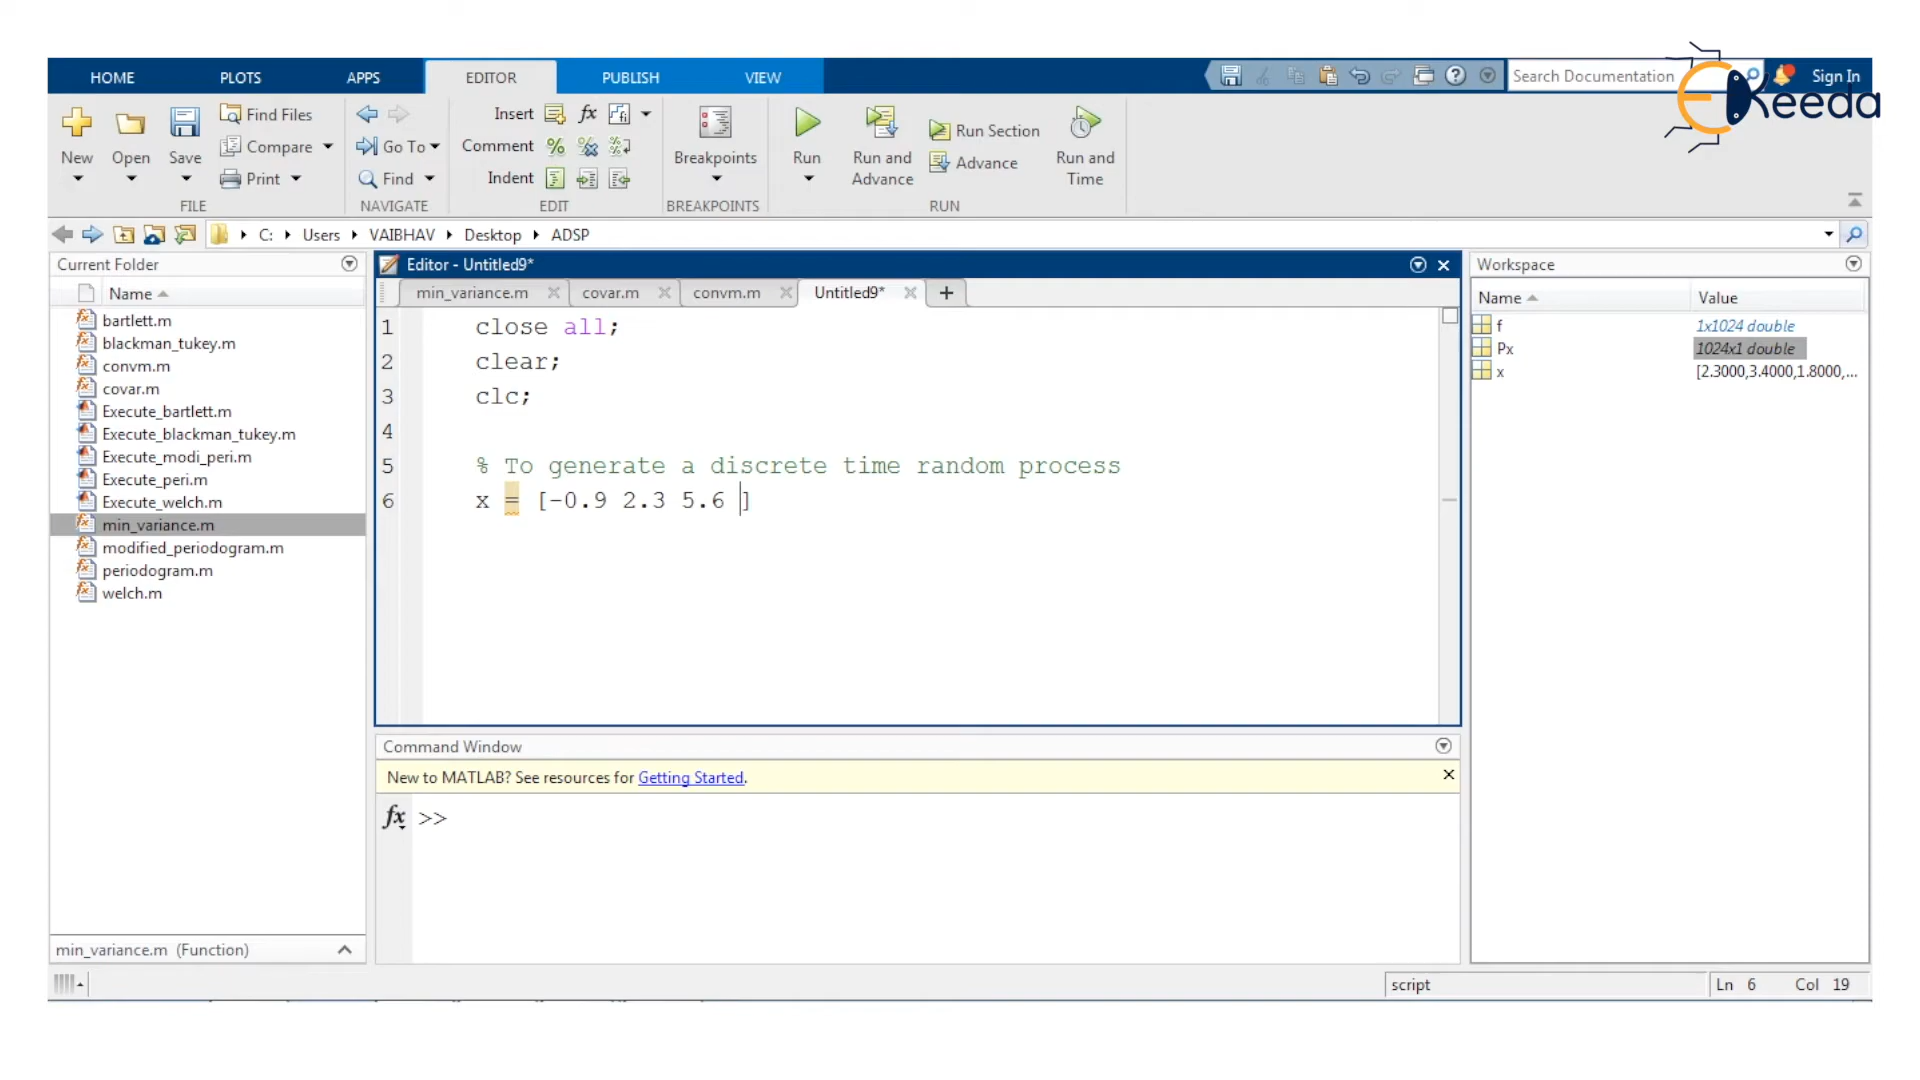 HOME PLOTS APPS EDITOR PUBLISH VIEW Search Documentation Sign In
EKeeda
New Open Save Find Files Compare Print
Go To Find
Insert fx
Comment
Indent
Breakpoints Run Run and Advance Run Section Advance Run and Time
FILE NAVIGATE EDIT BREAKPOINTS RUN
C: Users VAIBHAV Desktop ADSP
Current Folder
Name
bartlett.m
blackman_tukey.m
convm.m
covar.m
Execute_bartlett.m
Execute_blackman_tukey.m
Execute_modi_peri.m
Execute_peri.m
Execute_welch.m
min_variance.m
modified_periodogram.m
periodogram.m
welch.m
min_variance.m (Function)
Editor - Untitled9*
min_variance.m covar.m convm.m Untitled9* +
1 close all;
2 clear;
3 clc;
4
5 % To generate a discrete time random process
6 x = [-0.9 2.3 5.6 ]
Command Window
New to MATLAB? See resources for Getting Started.
fx >>
Workspace
Name Value
f 1x1024 double
Px 1024x1 double
x [2.3000,3.4000,1.8000,...
script Ln 6 Col 19